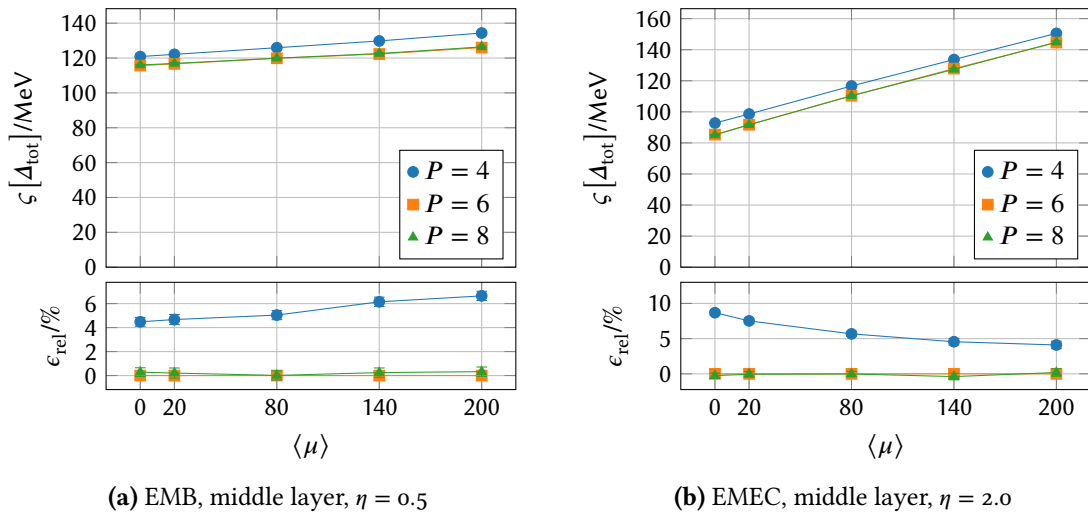 140
120
100
80
60
40
20
0
ς[Δtot]/MeV
P = 4
P = 6
P = 8
6
4
2
0
ϵrel/%
0 20 80 140 200
⟨μ⟩
(a) EMB, middle layer, η = 0.5
160
140
120
100
80
60
40
20
0
ς[Δtot]/MeV
P = 4
P = 6
P = 8
10
5
0
ϵrel/%
0 20 80 140 200
⟨μ⟩
(b) EMEC, middle layer, η = 2.0